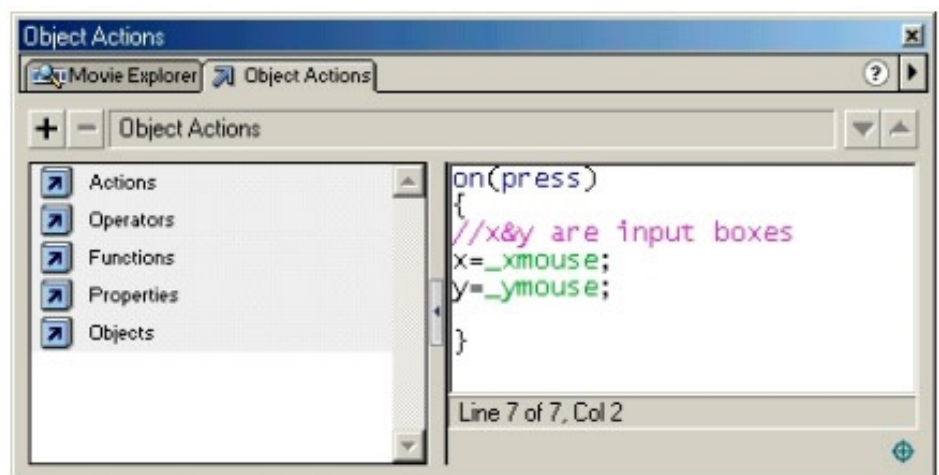 Object Actions
Movie Explorer Object Actions ?
+ - Object Actions
Actions
Operators
Functions
Properties
Objects
on(press)
{
//x&y are input boxes
x=_xmouse;
y=_ymouse;
}
Line 7 of 7, Col 2